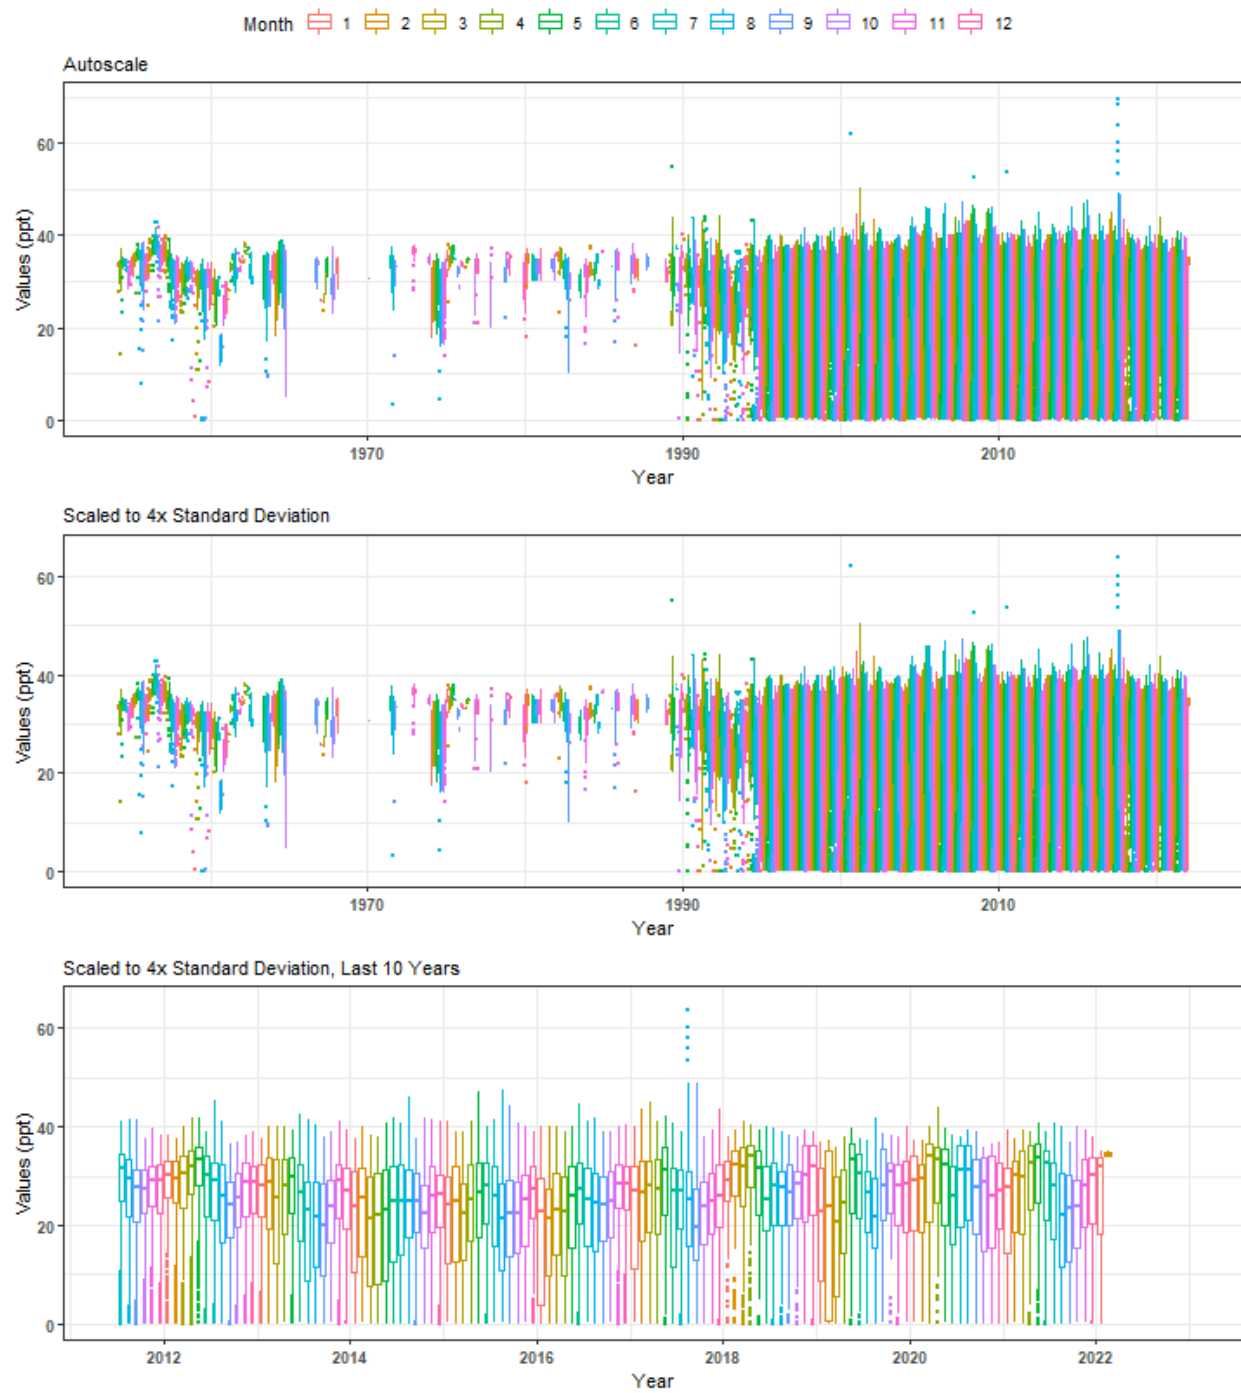 Month 1 2 3 4 5 6 7 8 9 10 11 12
Autoscale
Values (ppt)
60
40
20
0
1970 1990 2010
Year
Scaled to 4x Standard Deviation
Values (ppt)
60
40
20
0
1970 1990 2010
Year
Scaled to 4x Standard Deviation, Last 10 Years
Values (ppt)
60
40
20
0
2012 2014 2016 2018 2020 2022
Year